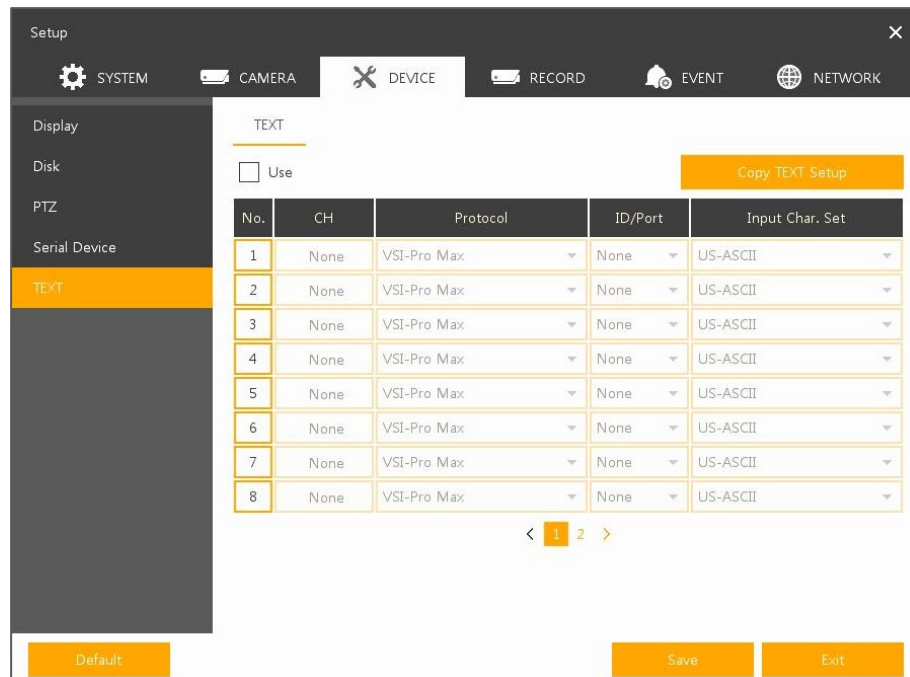 Setup
SYSTEM CAMERA DEVICE RECORD EVENT NETWORK
Display
Disk
PTZ
Serial Device
TEXT
TEXT
Use Copy TEXT Setup
No. CH Protocol ID/Port Input Char. Set
1 None VSI-Pro Max None US-ASCII
2 None VSI-Pro Max None US-ASCII
3 None VSI-Pro Max None US-ASCII
4 None VSI-Pro Max None US-ASCII
5 None VSI-Pro Max None US-ASCII
6 None VSI-Pro Max None US-ASCII
7 None VSI-Pro Max None US-ASCII
8 None VSI-Pro Max None US-ASCII
< 1 2 >
Default Save Exit